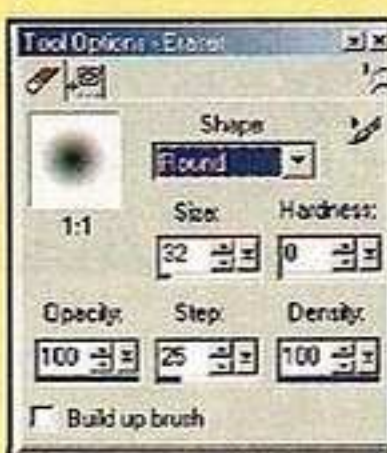 Tool Options - Eraser
Shape:
Round
1:1
Size: Hardness:
32 0
Opacity: Step: Density:
100 25 100
Build up brush